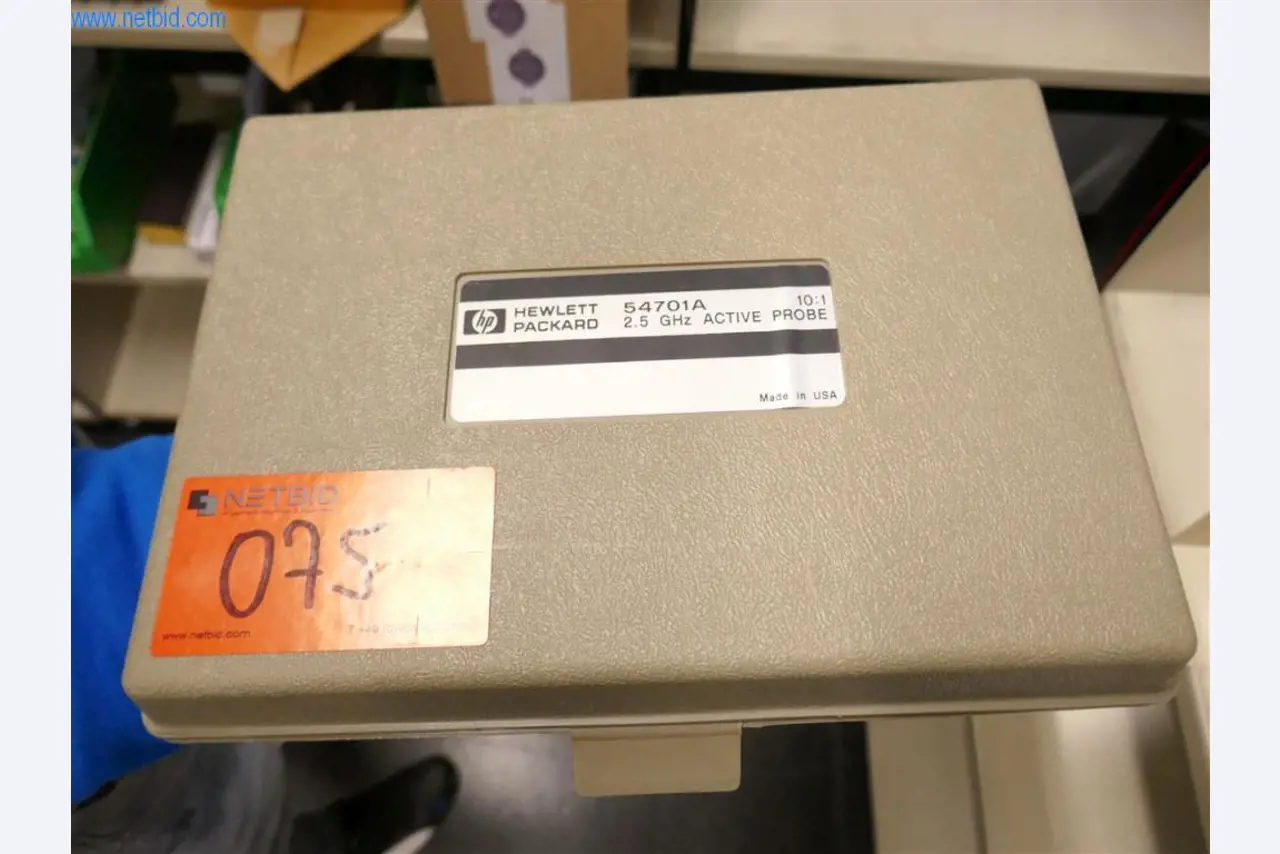 www.netbid.com
hp HEWLETT PACKARD
54701A 10:1
2.5 GHz ACTIVE PROBE
Made in USA
NETBID
075
www.netbid.com